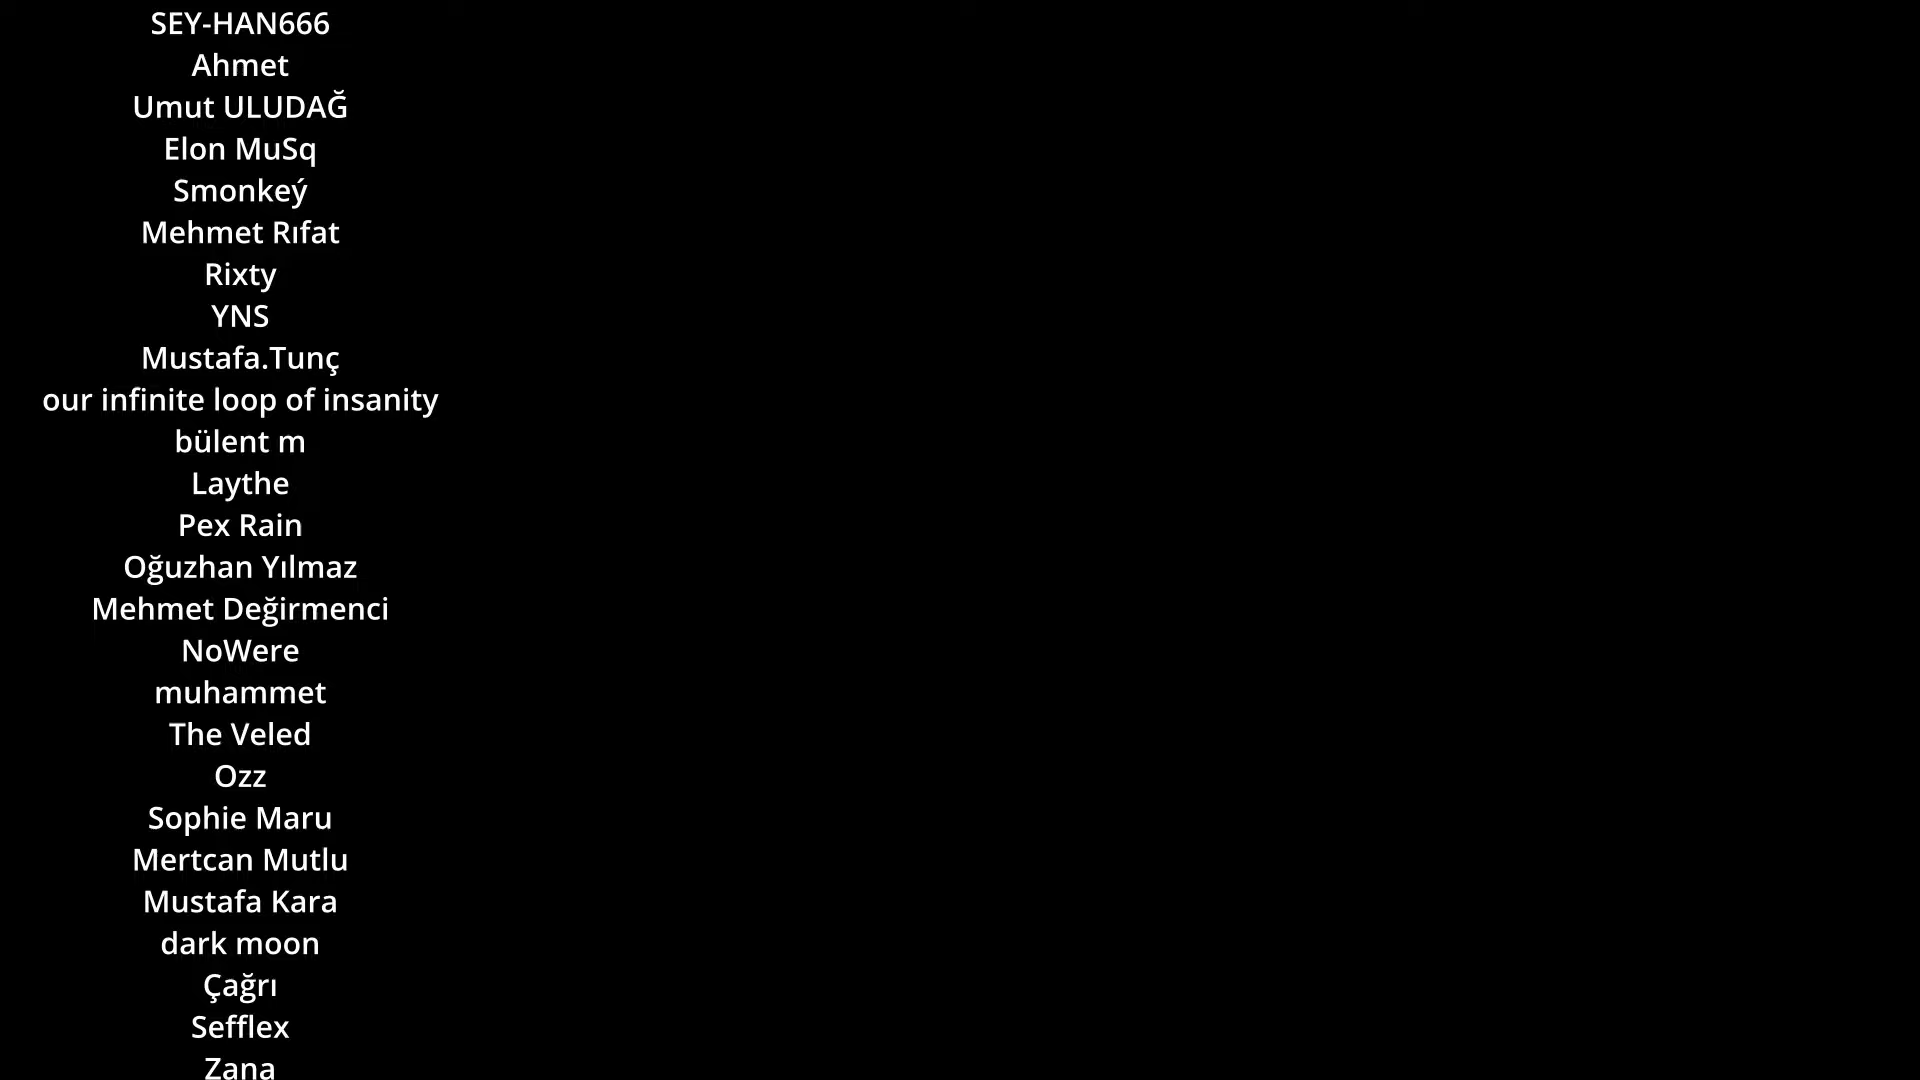 SEY-HAN666
Ahmet
Umut ULUDAĞ
Elon MuSq
Smonkeý
Mehmet Rıfat
Rixty
YNS
Mustafa.Tunç
our infinite loop of insanity
bülent m
Laythe
Pex Rain
Oğuzhan Yılmaz
Mehmet Değirmenci
NoWere
muhammet
The Veled
Ozz
Sophie Maru
Mertcan Mutlu
Mustafa Kara
dark moon
Çağrı
Sefflex
Zana